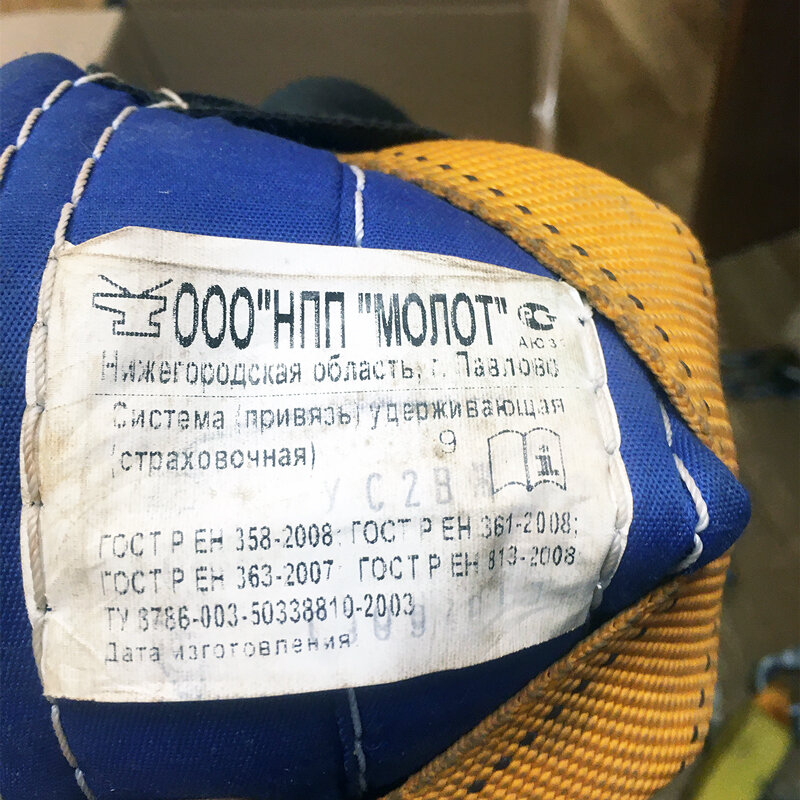 ООО "НПП "МОЛОТ"
Нижегородская область, г. Павлово
Система (привязь) удерживающая
(страховочная)
9
УС2В
ГОСТ Р ЕН 358-2008; ГОСТ Р ЕН 361-2008;
ГОСТ Р ЕН 363-2007 ГОСТ Р ЕН 813-2008
ТУ 8786-003-50338810-2003
Дата изготовления